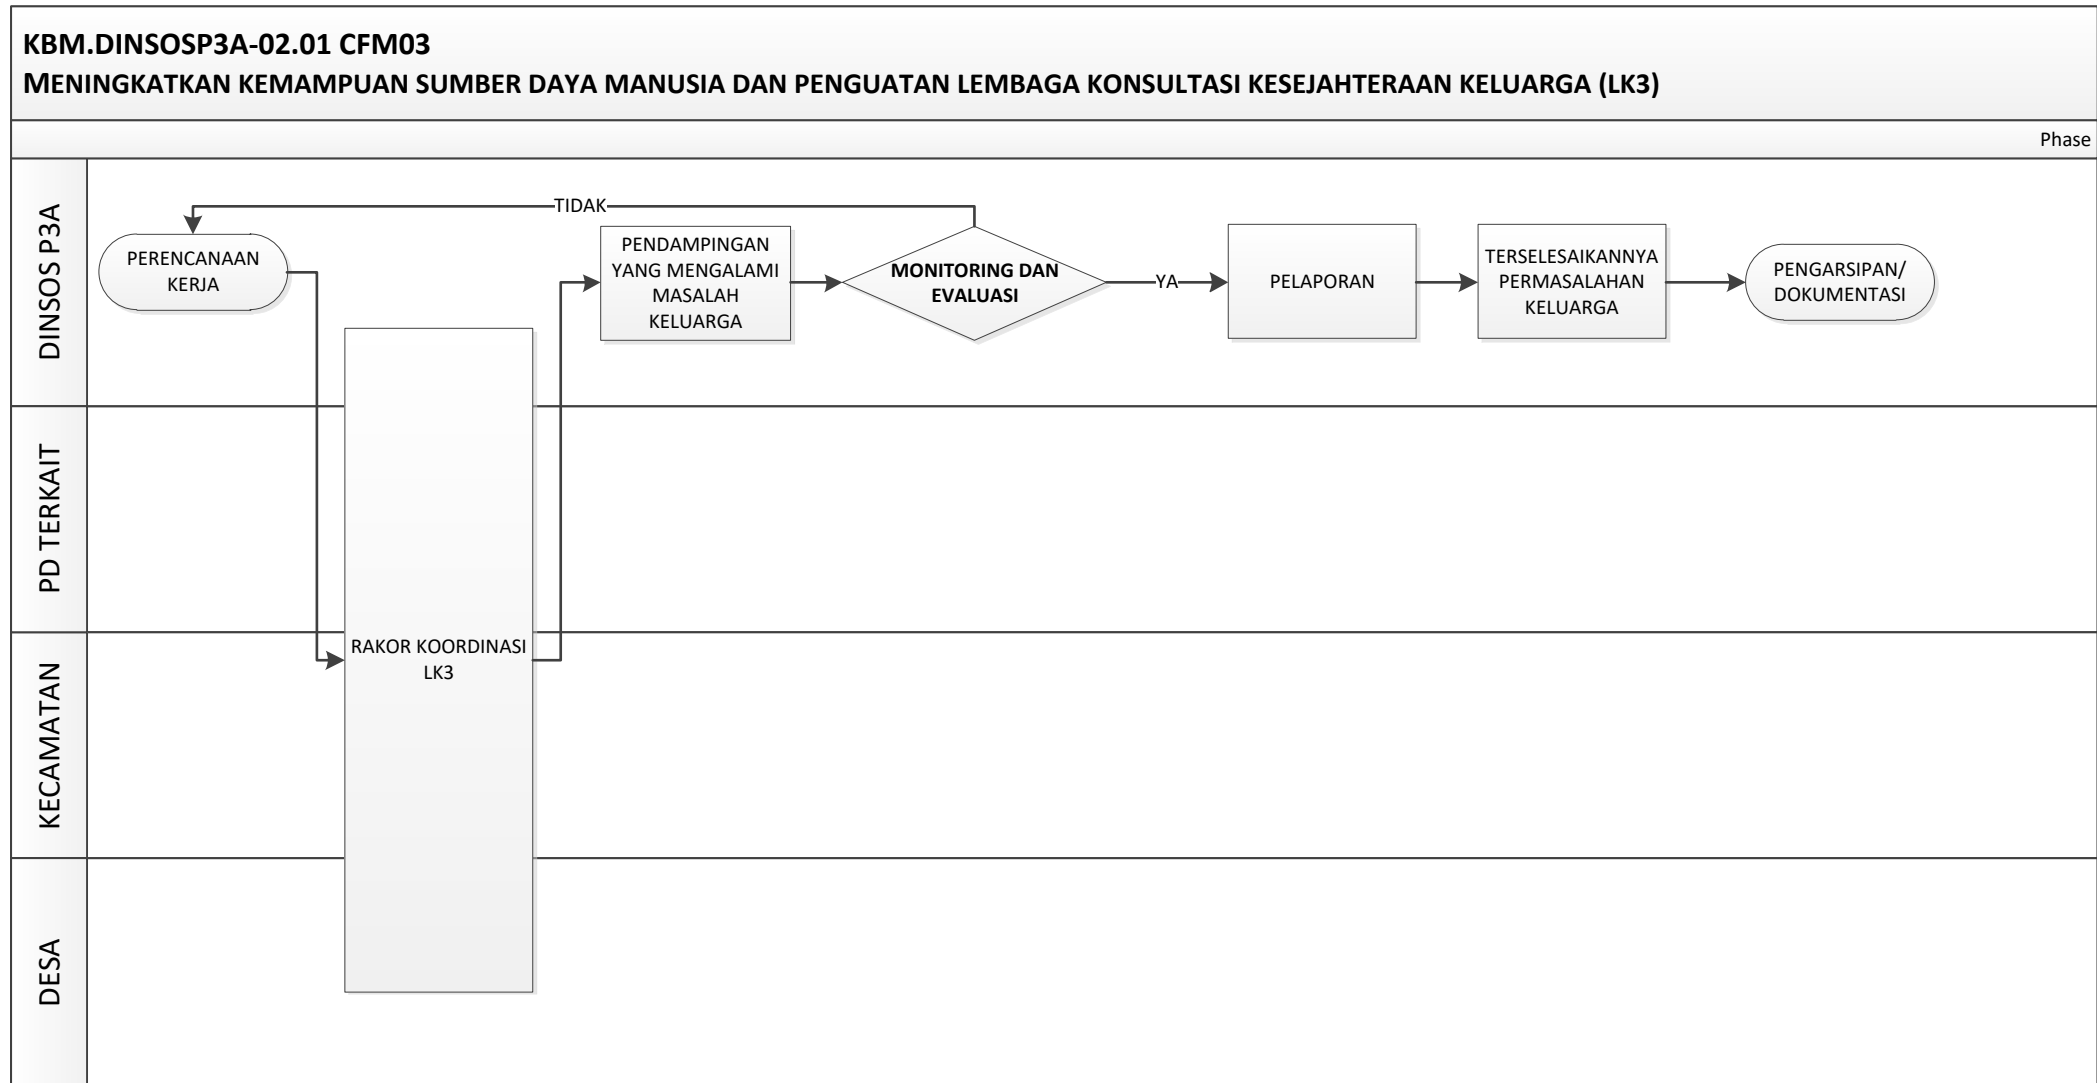 KBM.DINSOSP3A-02.01 CFM03
MENINGKATKAN KEMAMPUAN SUMBER DAYA MANUSIA DAN PENGUATAN LEMBAGA KONSULTASI KESEJAHTERAAN KELUARGA (LK3)
Phase
DINSOS P3A
TIDAK
PERENCANAAN
KERJA
PENDAMPINGAN
YANG MENGALAMI
MASALAH
KELUARGA
MONITORING DAN
EVALUASI
YA
PELAPORAN
TERSELESAIKANNYA
PERMASALAHAN
KELUARGA
PENGARSIPAN/
DOKUMENTASI
PD TERKAIT
RAKOR KOORDINASI
LK3
KECAMATAN
DESA